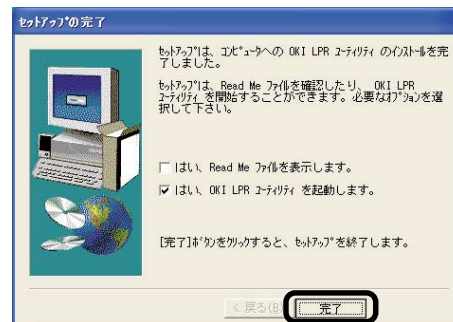 ｾｯﾄｱｯﾌﾟの完了
ｾｯﾄｱｯﾌﾟは、ｺﾝﾋﾟｭｰﾀへの OKI LPR ﾕｰﾃｨﾘﾃｨ のｲﾝｽﾄｰﾙを完
了しました。
ｾｯﾄｱｯﾌﾟは、Read Me ﾌｧｲﾙを確認したり、 OKI LPR
ﾕｰﾃｨﾘﾃｨ を開始することができます。必要なｵﾌﾟｼｮﾝを選
択して下さい。
はい、Read Me ﾌｧｲﾙを表示します。
はい、OKI LPR ﾕｰﾃｨﾘﾃｨ を起動します。
[完了]ﾎﾞﾀﾝをｸﾘｯｸすると、ｾｯﾄｱｯﾌﾟを終了します。
< 戻る(B) 完了